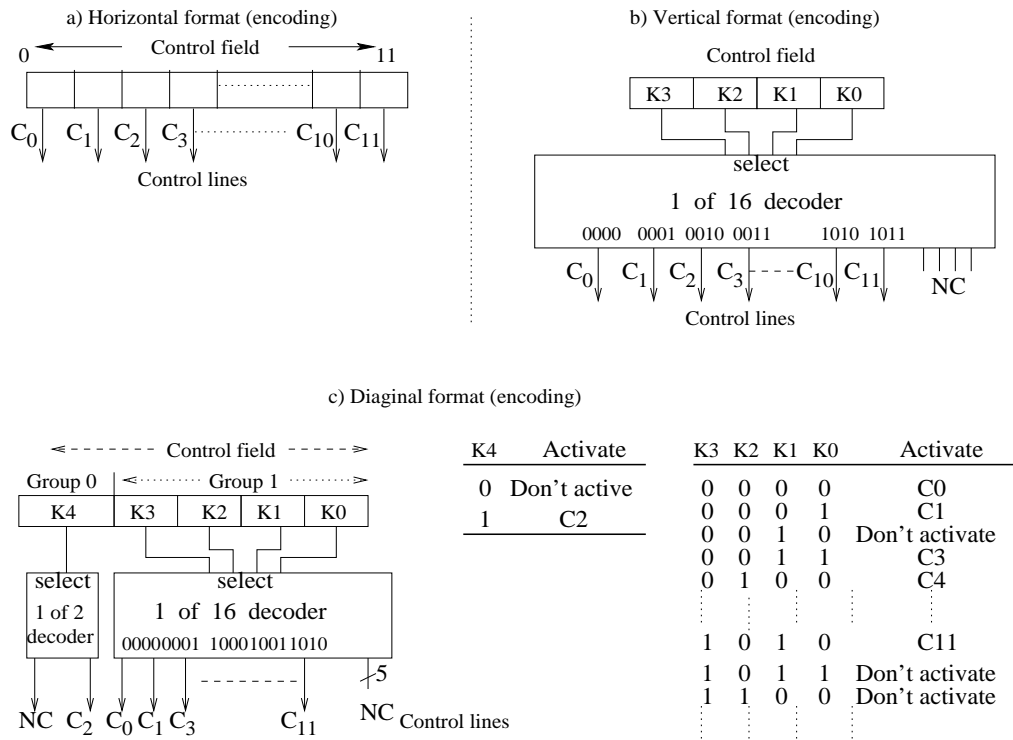 a) Horizontal format (encoding)
0 Control field 11
C0 C1 C2 C3 C10 C11
Control lines
b) Vertical format (encoding)
Control field
K3 K2 K1 K0
select
1 of 16 decoder
0000 0001 0010 0011 1010 1011
C0 C1 C2 C3 C10 C11 NC
Control lines
c) Diaginal format (encoding)
Control field
Group 0 Group 1
K4 K3 K2 K1 K0
select
1 of 2
decoder
select
1 of 16 decoder
0000 0001 1000 1001 1010
5
NC C2 C0 C1 C3 C11 NC
Control lines
K4 Activate
0 Don't active
1 C2
K3 K2 K1 K0 Activate
0 0 0 0 C0
0 0 0 1 C1
0 0 1 0 Don't activate
0 0 1 1 C3
0 1 0 0 C4
1 0 1 0 C11
1 0 1 1 Don't activate
1 1 0 0 Don't activate